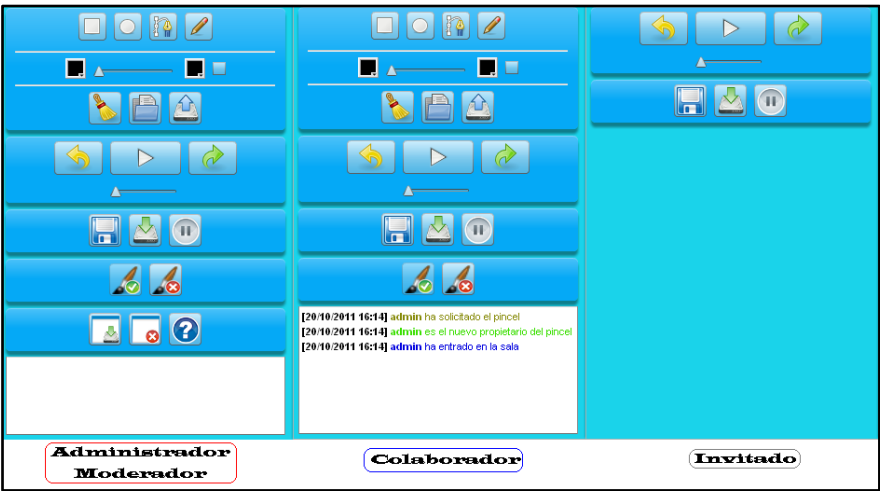 [20/10/2011 16:14] admin ha solicitado el pincel
[20/10/2011 16:14] admin es el nuevo propietario del pincel
[20/10/2011 16:14] admin ha entrado en la sala
Administrador
Moderador
Colaborador
Invitado